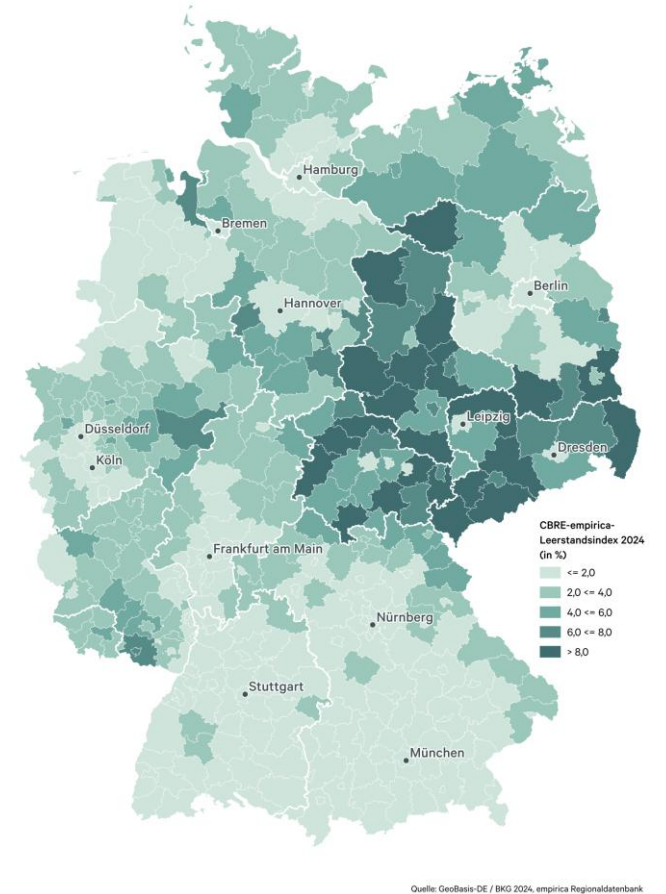 Hamburg
Bremen
Berlin
Hannover
Leipzig
Düsseldorf
Dresden
Köln
CBRE-empirica-
Leerstandsindex 2024
(in %)
<= 2,0
2,0 <= 4,0
4,0 <= 6,0
6,0 <= 8,0
> 8,0
Frankfurt am Main
Nürnberg
Stuttgart
München
Quelle: GeoBasis-DE / BKG 2024, empirica Regionaldatenbank